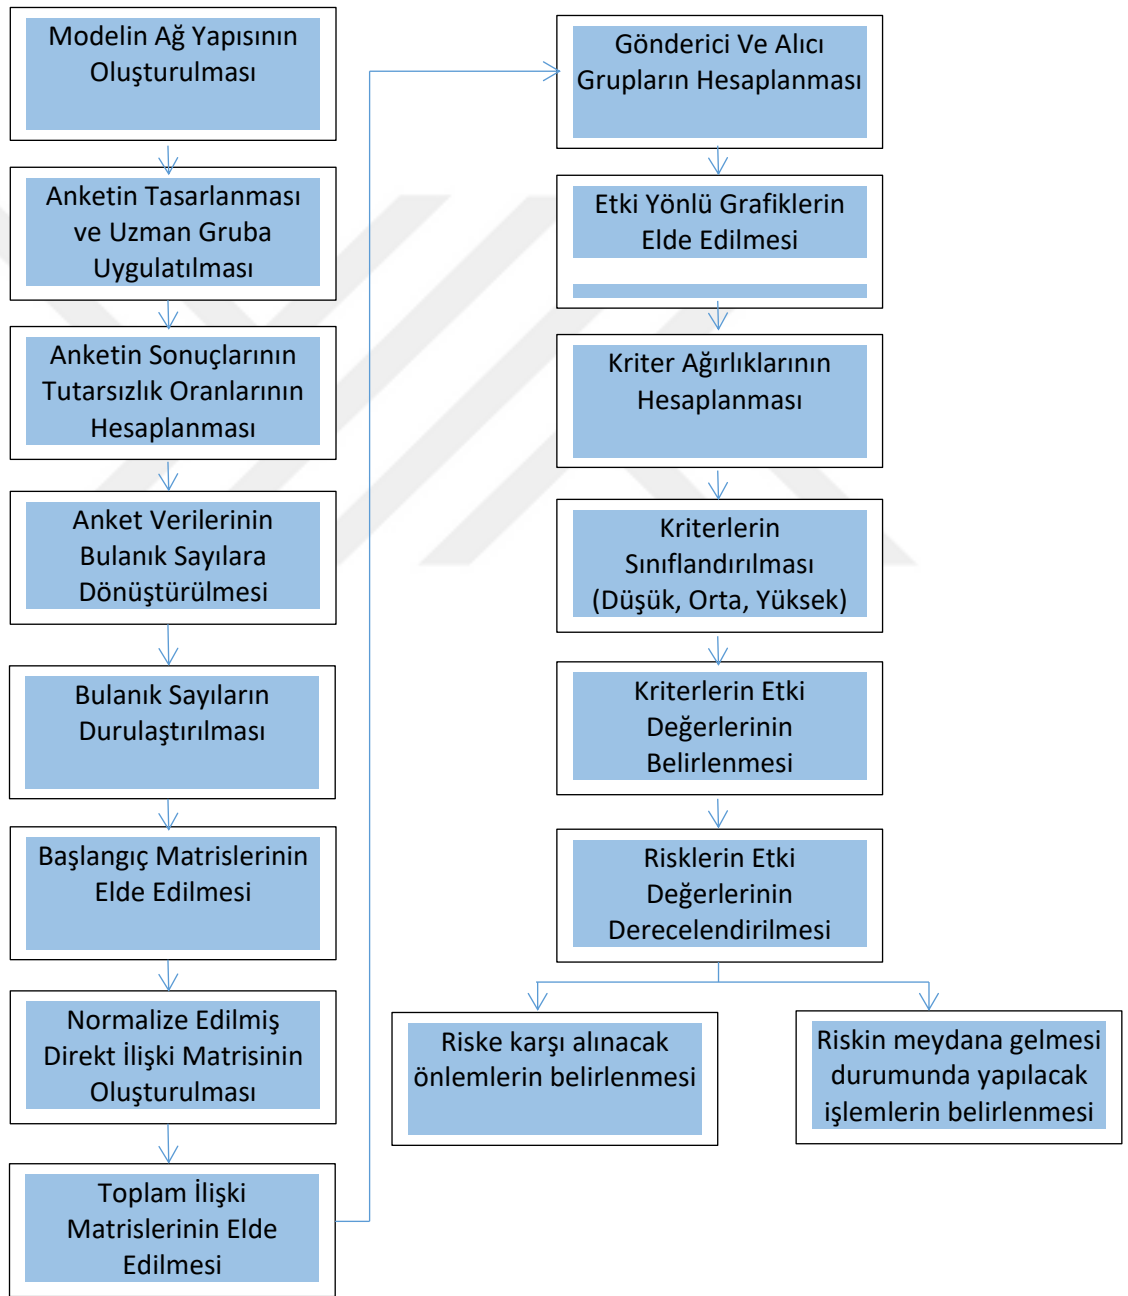 Modelin Ağ Yapısının
Oluşturulması
Anketin Tasarlanması
ve Uzman Gruba
Uygulatılması
Anketin Sonuçlarının
Tutarsızlık Oranlarının
Hesaplanması
Anket Verilerinin
Bulanık Sayılara
Dönüştürülmesi
Bulanık Sayıların
Durulaştırılması
Başlangıç Matrislerinin
Elde Edilmesi
Normalize Edilmiş
Direkt İlişki Matrisinin
Oluşturulması
Toplam İlişki
Matrislerinin Elde
Edilmesi
Gönderici Ve Alıcı
Grupların Hesaplanması
Etki Yönlü Grafiklerin
Elde Edilmesi
Kriter Ağırlıklarının
Hesaplanması
Kriterlerin
Sınıflandırılması
(Düşük, Orta, Yüksek)
Kriterlerin Etki
Değerlerinin
Belirlenmesi
Risklerin Etki
Değerlerinin
Derecelendirilmesi
Riske karşı alınacak
önlemlerin belirlenmesi
Riskin meydana gelmesi
durumunda yapılacak
işlemlerin belirlenmesi